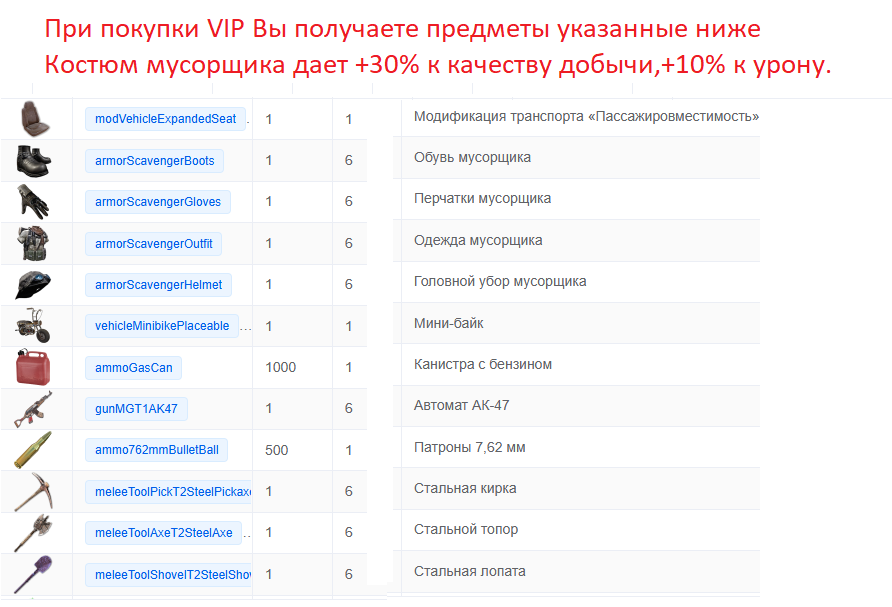 При покупки VIP Вы получаете предметы указанные ниже
Костюм мусорщика дает +30% к качеству добычи,+10% к урону.
modVehicleExpandedSeat . 1 1 Модификация транспорта «Пассажировместимость»
armorScavengerBoots 1 6 Обувь мусорщика
armorScavengerGloves 1 6 Перчатки мусорщика
armorScavengerOutfit 1 6 Одежда мусорщика
armorScavengerHelmet 1 6 Головной убор мусорщика
vehicleMinibikePlaceable ... 1 1 Мини-байк
ammoGasCan 1000 1 Канистра с бензином
gunMGT1AK47 1 6 Автомат АК-47
ammo762mmBulletBall 500 1 Патроны 7,62 мм
meleeToolPickT2SteelPickaxe 1 6 Стальная кирка
meleeToolAxeT2SteelAxe ... 1 6 Стальной топор
meleeToolShovelT2SteelShov 1 6 Стальная лопата